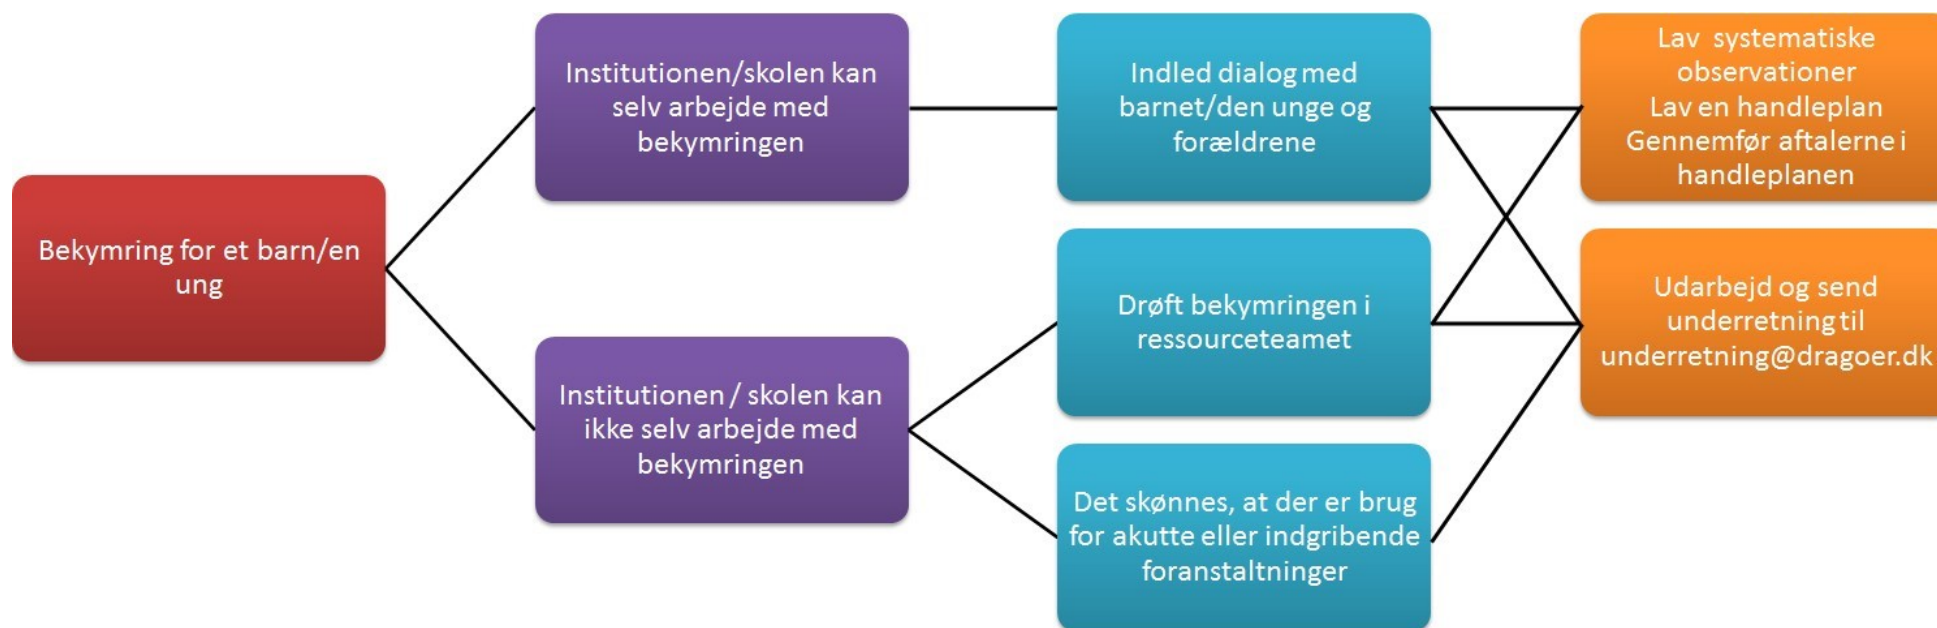 Bekymring for et barn/en
ung
Institutionen/skolen kan
selv arbejde med
bekymringen
Institutionen / skolen kan
ikke selv arbejde med
bekymringen
Indled dialog med
barnet/den unge og
forældrene
Drøft bekymringen i
ressourceteamet
Det skønnes, at der er brug
for akutte eller indgribende
foranstaltninger
Lav systematiske
observationer
Lav en handleplan
Gennemfør aftalerne i
handleplanen
Udarbejd og send
underretning til
underretning@dragoer.dk